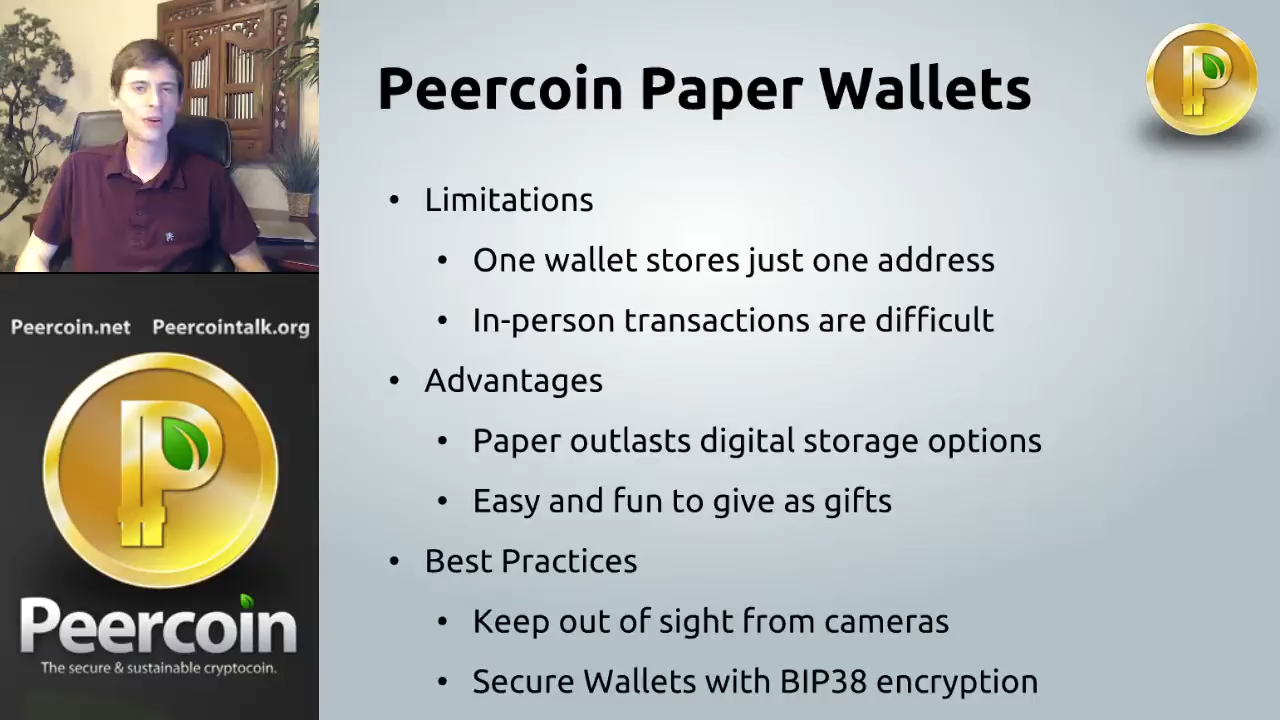 Peercoin Paper Wallets
• Limitations
• One wallet stores just one address
• In-person transactions are difficult
• Advantages
• Paper outlasts digital storage options
• Easy and fun to give as gifts
• Best Practices
• Keep out of sight from cameras
• Secure Wallets with BIP38 encryption
Peercoin.net Peercointalk.org
Peercoin
The secure & sustainable cryptocoin.